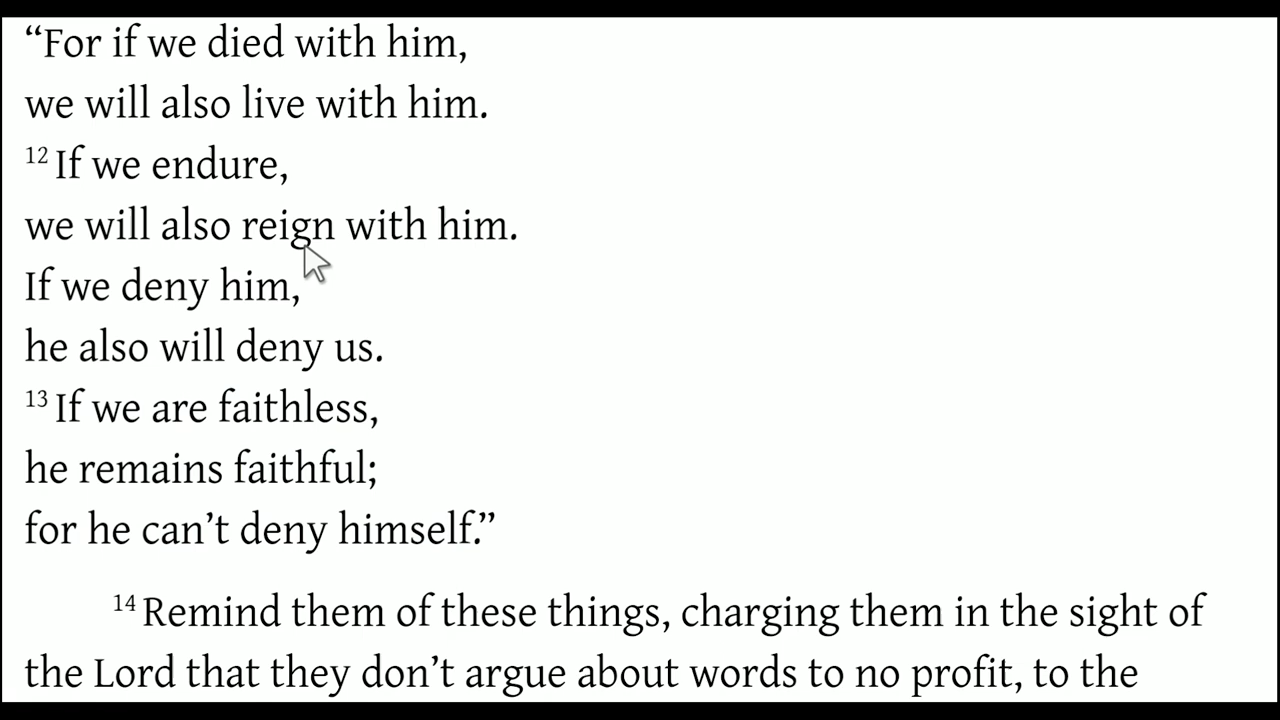 “For if we died with him,
we will also live with him.
12 If we endure,
we will also reign with him.
If we deny him,
he also will deny us.
13 If we are faithless,
he remains faithful;
for he can’t deny himself.”
14 Remind them of these things, charging them in the sight of
the Lord that they don’t argue about words to no profit, to the